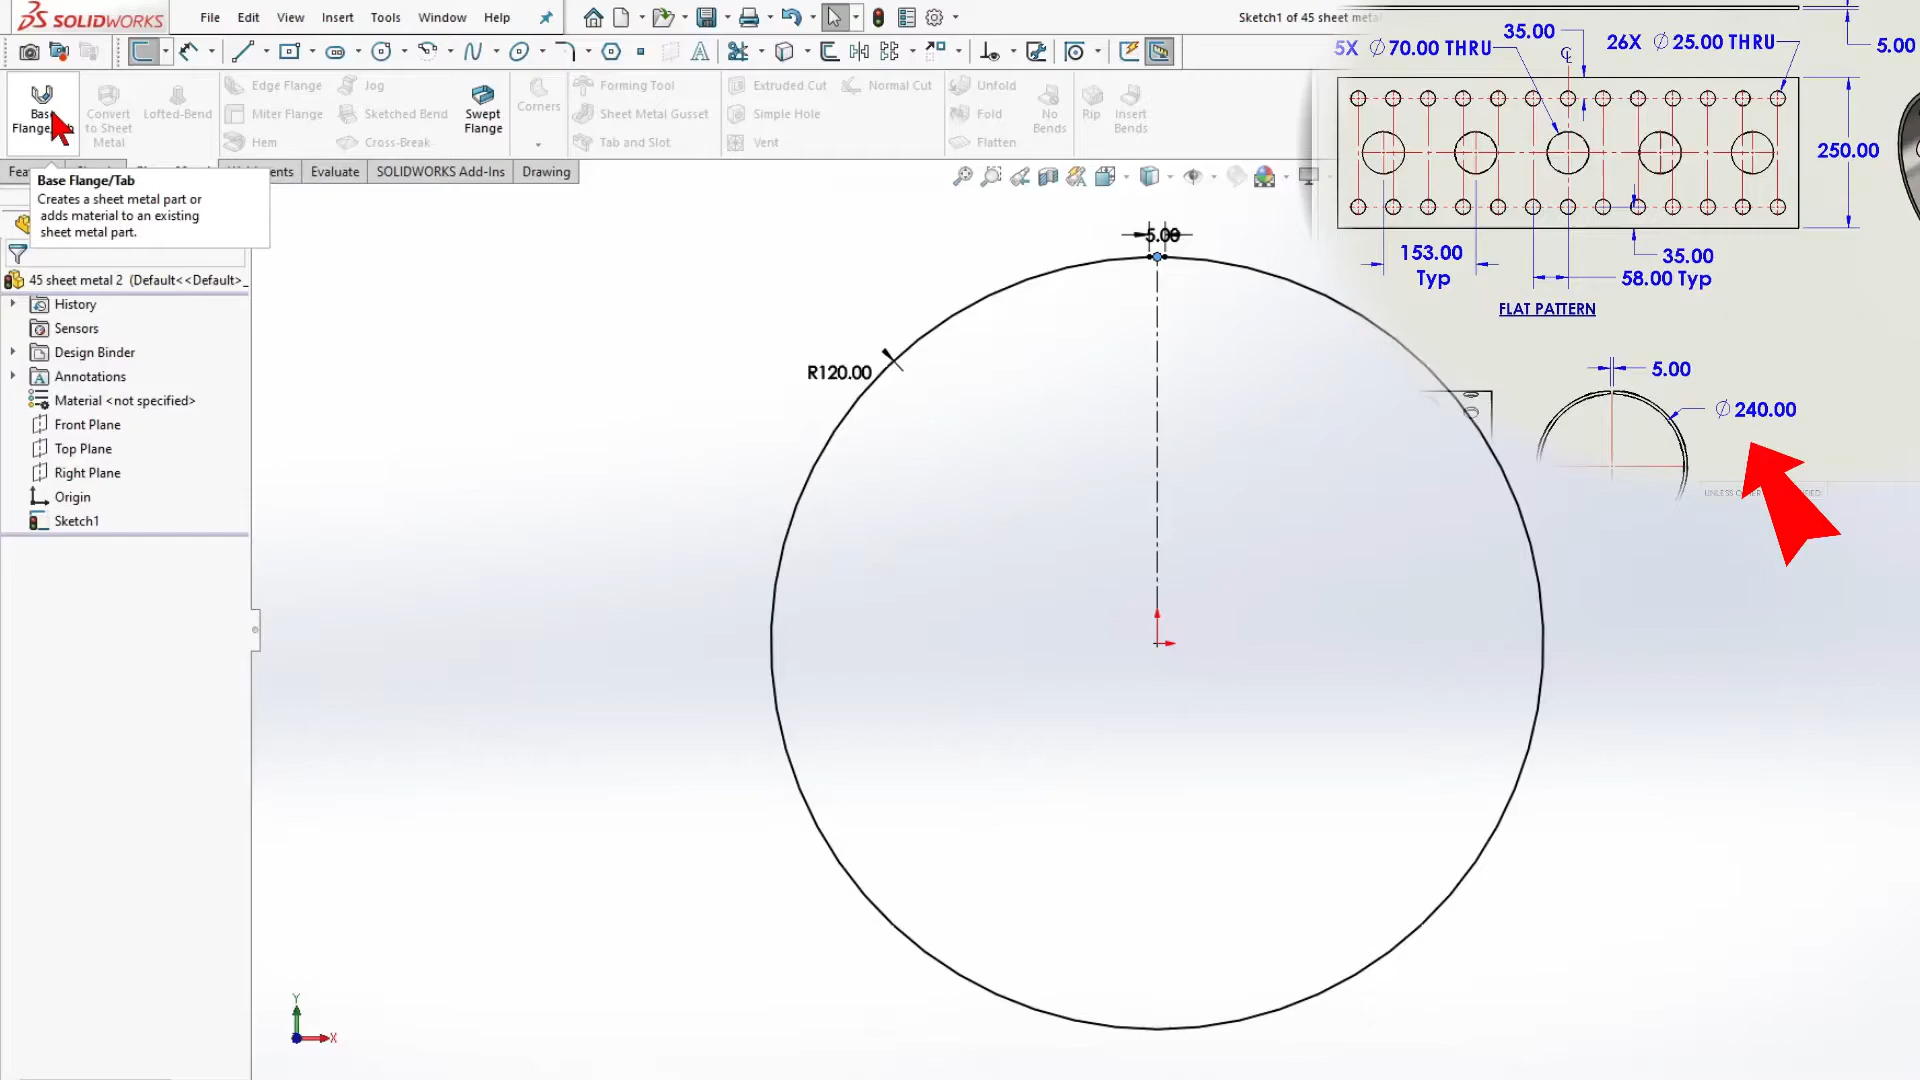 SOLIDWORKS
File Edit View Insert Tools Window Help
Sketch1 of 45 sheet meta
Base
Flange
Convert
to Sheet
Metal
Lofted-Bend
Edge Flange
Miter Flange
Hem
Jog
Sketched Bend
Cross-Break
Swept
Flange
Corners
Forming Tool
Sheet Metal Gusset
Tab and Slot
Extruded Cut
Simple Hole
Vent
Normal Cut
Unfold
Fold
Flatten
No
Bends
Rip
Insert
Bends
Fea
ents
Evaluate
SOLIDWORKS Add-Ins
Drawing
Base Flange/Tab
Creates a sheet metal part or
adds material to an existing
sheet metal part.
45 sheet metal 2 (Default<<Default>_
History
Sensors
Design Binder
Annotations
Material <not specified>
Front Plane
Top Plane
Right Plane
Origin
Sketch1
5.00
R120.00
Y
X
5X ∅70.00 THRU
35.00
℄
26X ∅25.00 THRU
5.00
250.00
153.00
Typ
35.00
58.00 Typ
FLAT PATTERN
5.00
∅240.00